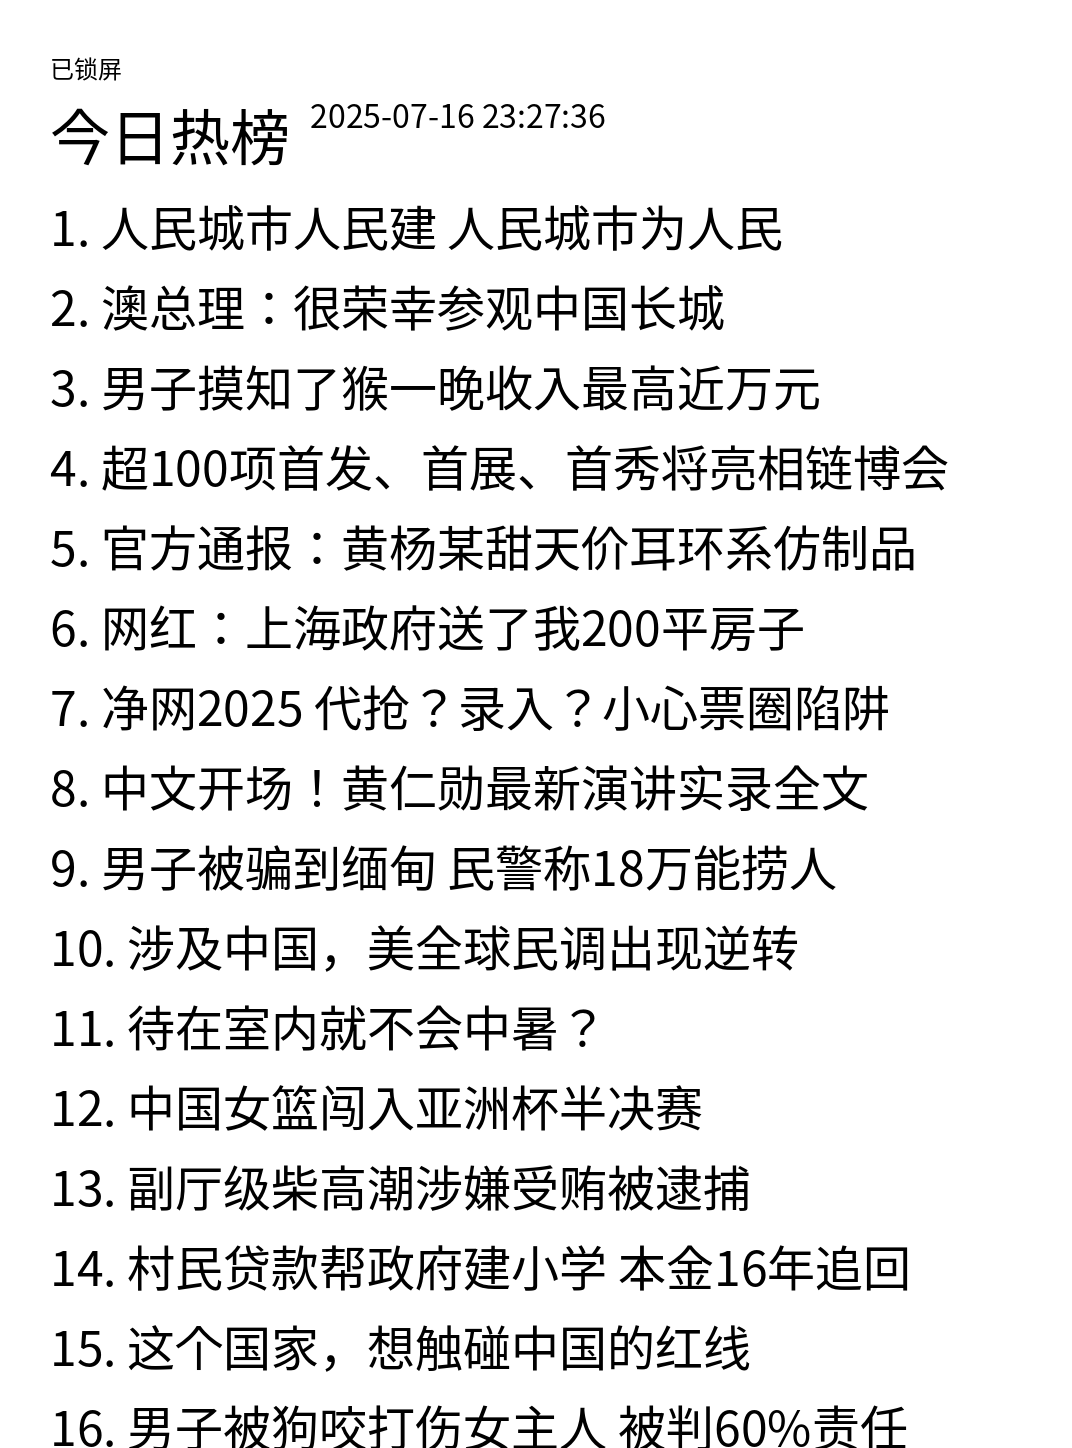 已锁屏
今日热榜 2025-07-16 23:27:36
1. 人民城市人民建 人民城市为人民
2. 澳总理：很荣幸参观中国长城
3. 男子摸知了猴一晚收入最高近万元
4. 超100项首发、首展、首秀将亮相链博会
5. 官方通报：黄杨某甜天价耳环系仿制品
6. 网红：上海政府送了我200平房子
7. 净网2025 代抢？录入？小心票圈陷阱
8. 中文开场！黄仁勋最新演讲实录全文
9. 男子被骗到缅甸 民警称18万能捞人
10. 涉及中国，美全球民调出现逆转
11. 待在室内就不会中暑？
12. 中国女篮闯入亚洲杯半决赛
13. 副厅级柴高潮涉嫌受贿被逮捕
14. 村民贷款帮政府建小学 本金16年追回
15. 这个国家，想触碰中国的红线
16. 男子被狗咬打伤女主人 被判60%责任